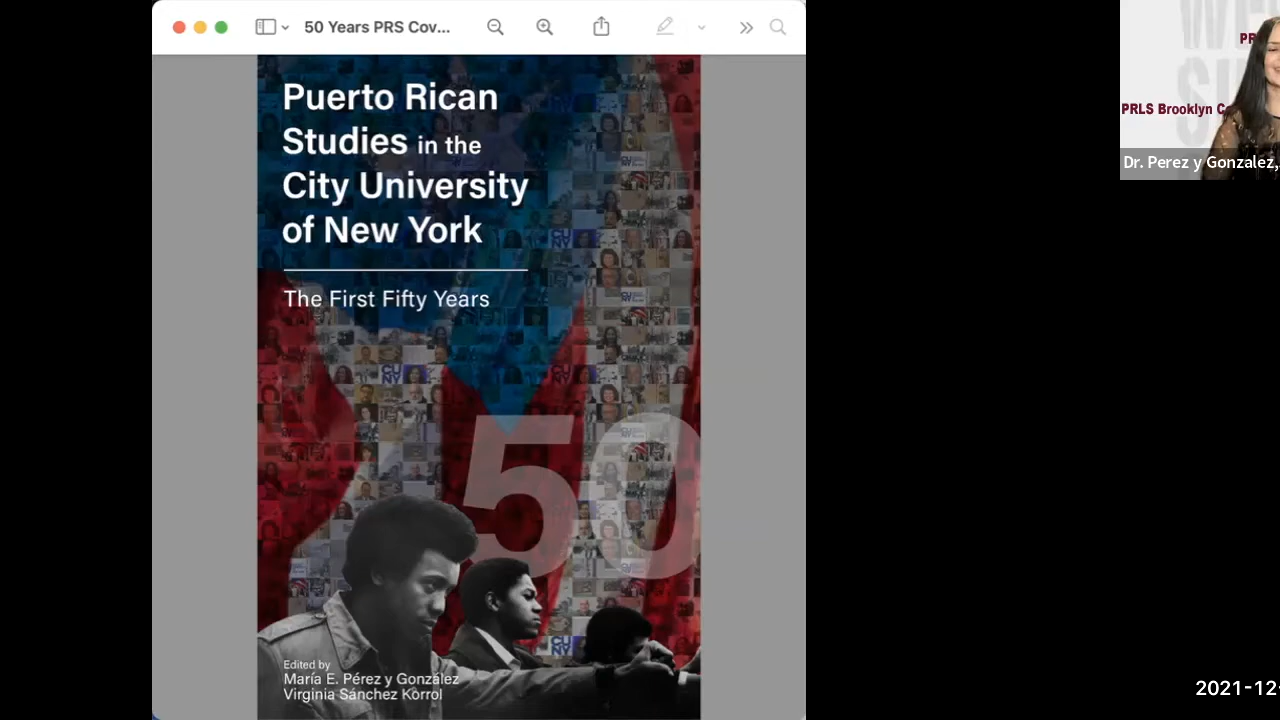 50 Years PRS Cov...
Puerto Rican
Studies in the
City University
of New York
The First Fifty Years
50
Edited by
María E. Pérez y González
Virginia Sánchez Korrol
PRLS Brooklyn
Dr. Perez y Gonzalez,
2021-12-